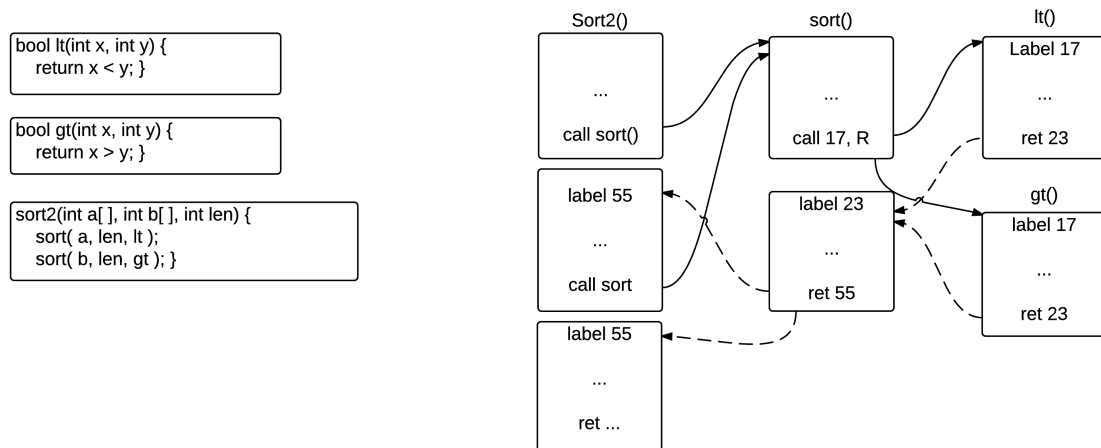 bool lt(int x, int y) {
return x < y; }
bool gt(int x, int y) {
return x > y; }
sort2(int a[ ], int b[ ], int len) {
sort( a, len, lt );
sort( b, len, gt ); }
Sort2()
...
call sort()
label 55
...
call sort
label 55
...
ret ...
sort()
...
call 17, R
label 23
...
ret 55
lt()
Label 17
...
ret 23
gt()
label 17
...
ret 23